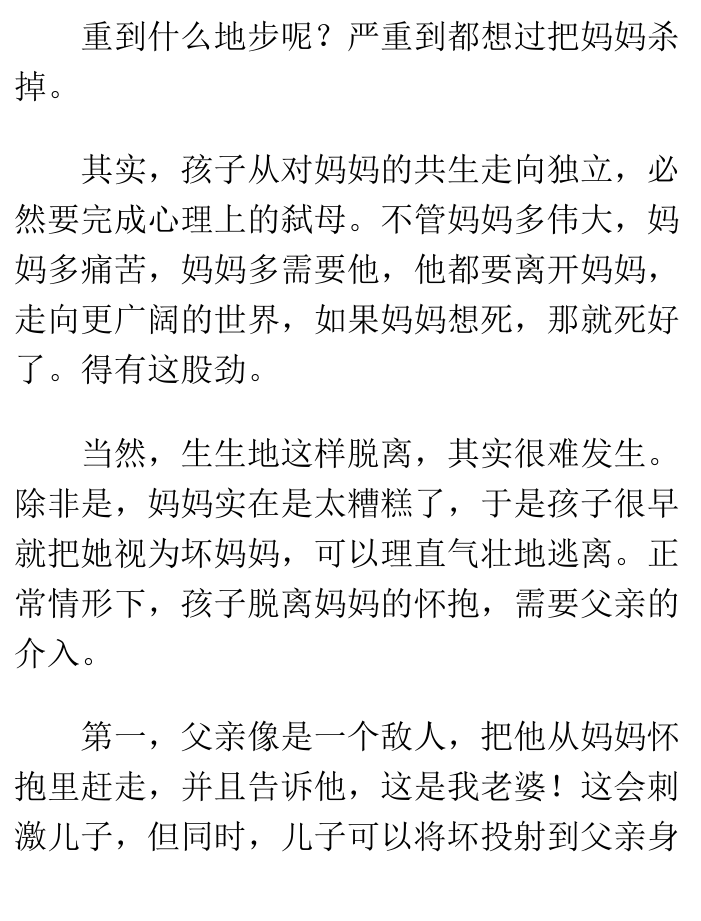 重到什么地步呢？严重到都想过把妈妈杀
掉。
其实，孩子从对妈妈的共生走向独立，必
然要完成心理上的弑母。不管妈妈多伟大，妈
妈多痛苦，妈妈多需要他，他都要离开妈妈，
走向更广阔的世界，如果妈妈想死，那就死好
了。得有这股劲。
当然，生生地这样脱离，其实很难发生。
除非是，妈妈实在是太糟糕了，于是孩子很早
就把她视为坏妈妈，可以理直气壮地逃离。正
常情形下，孩子脱离妈妈的怀抱，需要父亲的
介入。
第一，父亲像是一个敌人，把他从妈妈怀
抱里赶走，并且告诉他，这是我老婆！这会刺
激儿子，但同时，儿子可以将坏投射到父亲身